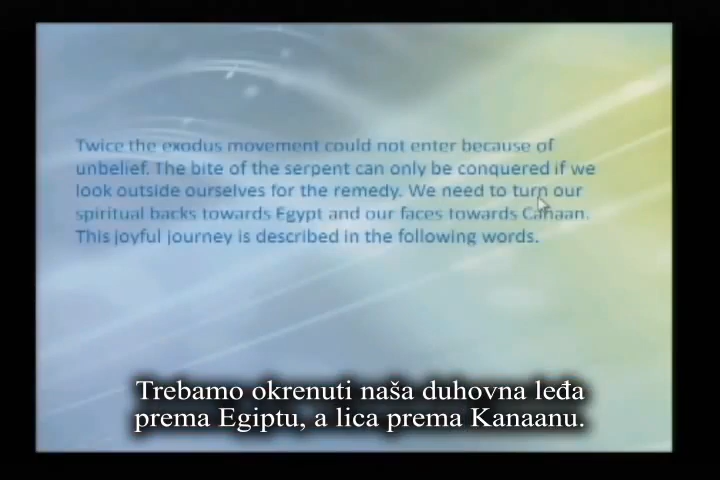 Twice the exodus movement could not enter because of
unbelief. The bite of the serpent can only be conquered if we
look outside ourselves for the remedy. We need to turn our
spiritual backs towards Egypt and our faces towards Canaan.
This joyful journey is described in the following words.
Trebamo okrenuti naša duhovna leđa
prema Egiptu, a lica prema Kanaanu.